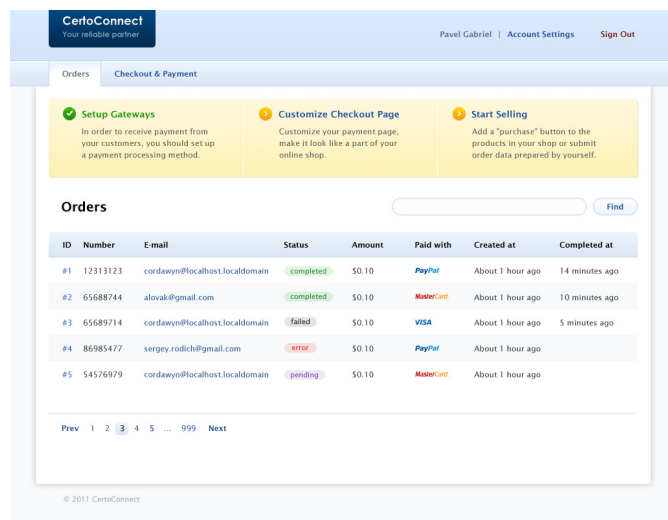 CertoConnect
Your reliable partner
Pavel Gabriel | Account Settings Sign Out
Orders Checkout & Payment
Setup Gateways
In order to receive payment from
your customers, you should set up
a payment processing method.
Customize Checkout Page
Customize your payment page,
make it look like a part of your
online shop.
Start Selling
Add a "purchase" button to the
products in your shop or submit
order data prepared by yourself.
Orders
Find
ID Number E-mail Status Amount Paid with Created at Completed at
#1 12313123 cordawyn@localhost.localdomain completed $0.10 PayPal About 1 hour ago 14 minutes ago
#2 65688744 alovak@gmail.com completed $0.10 MasterCard About 1 hour ago 10 minutes ago
#3 65689714 cordawyn@localhost.localdomain failed $0.10 VISA About 1 hour ago 5 minutes ago
#4 86985477 sergey.rodich@gmail.com error $0.10 PayPal About 1 hour ago
#5 54576979 cordawyn@localhost.localdomain pending $0.10 MasterCard About 1 hour ago
Prev 1 2 3 4 5 ... 999 Next
© 2011 CertoConnect